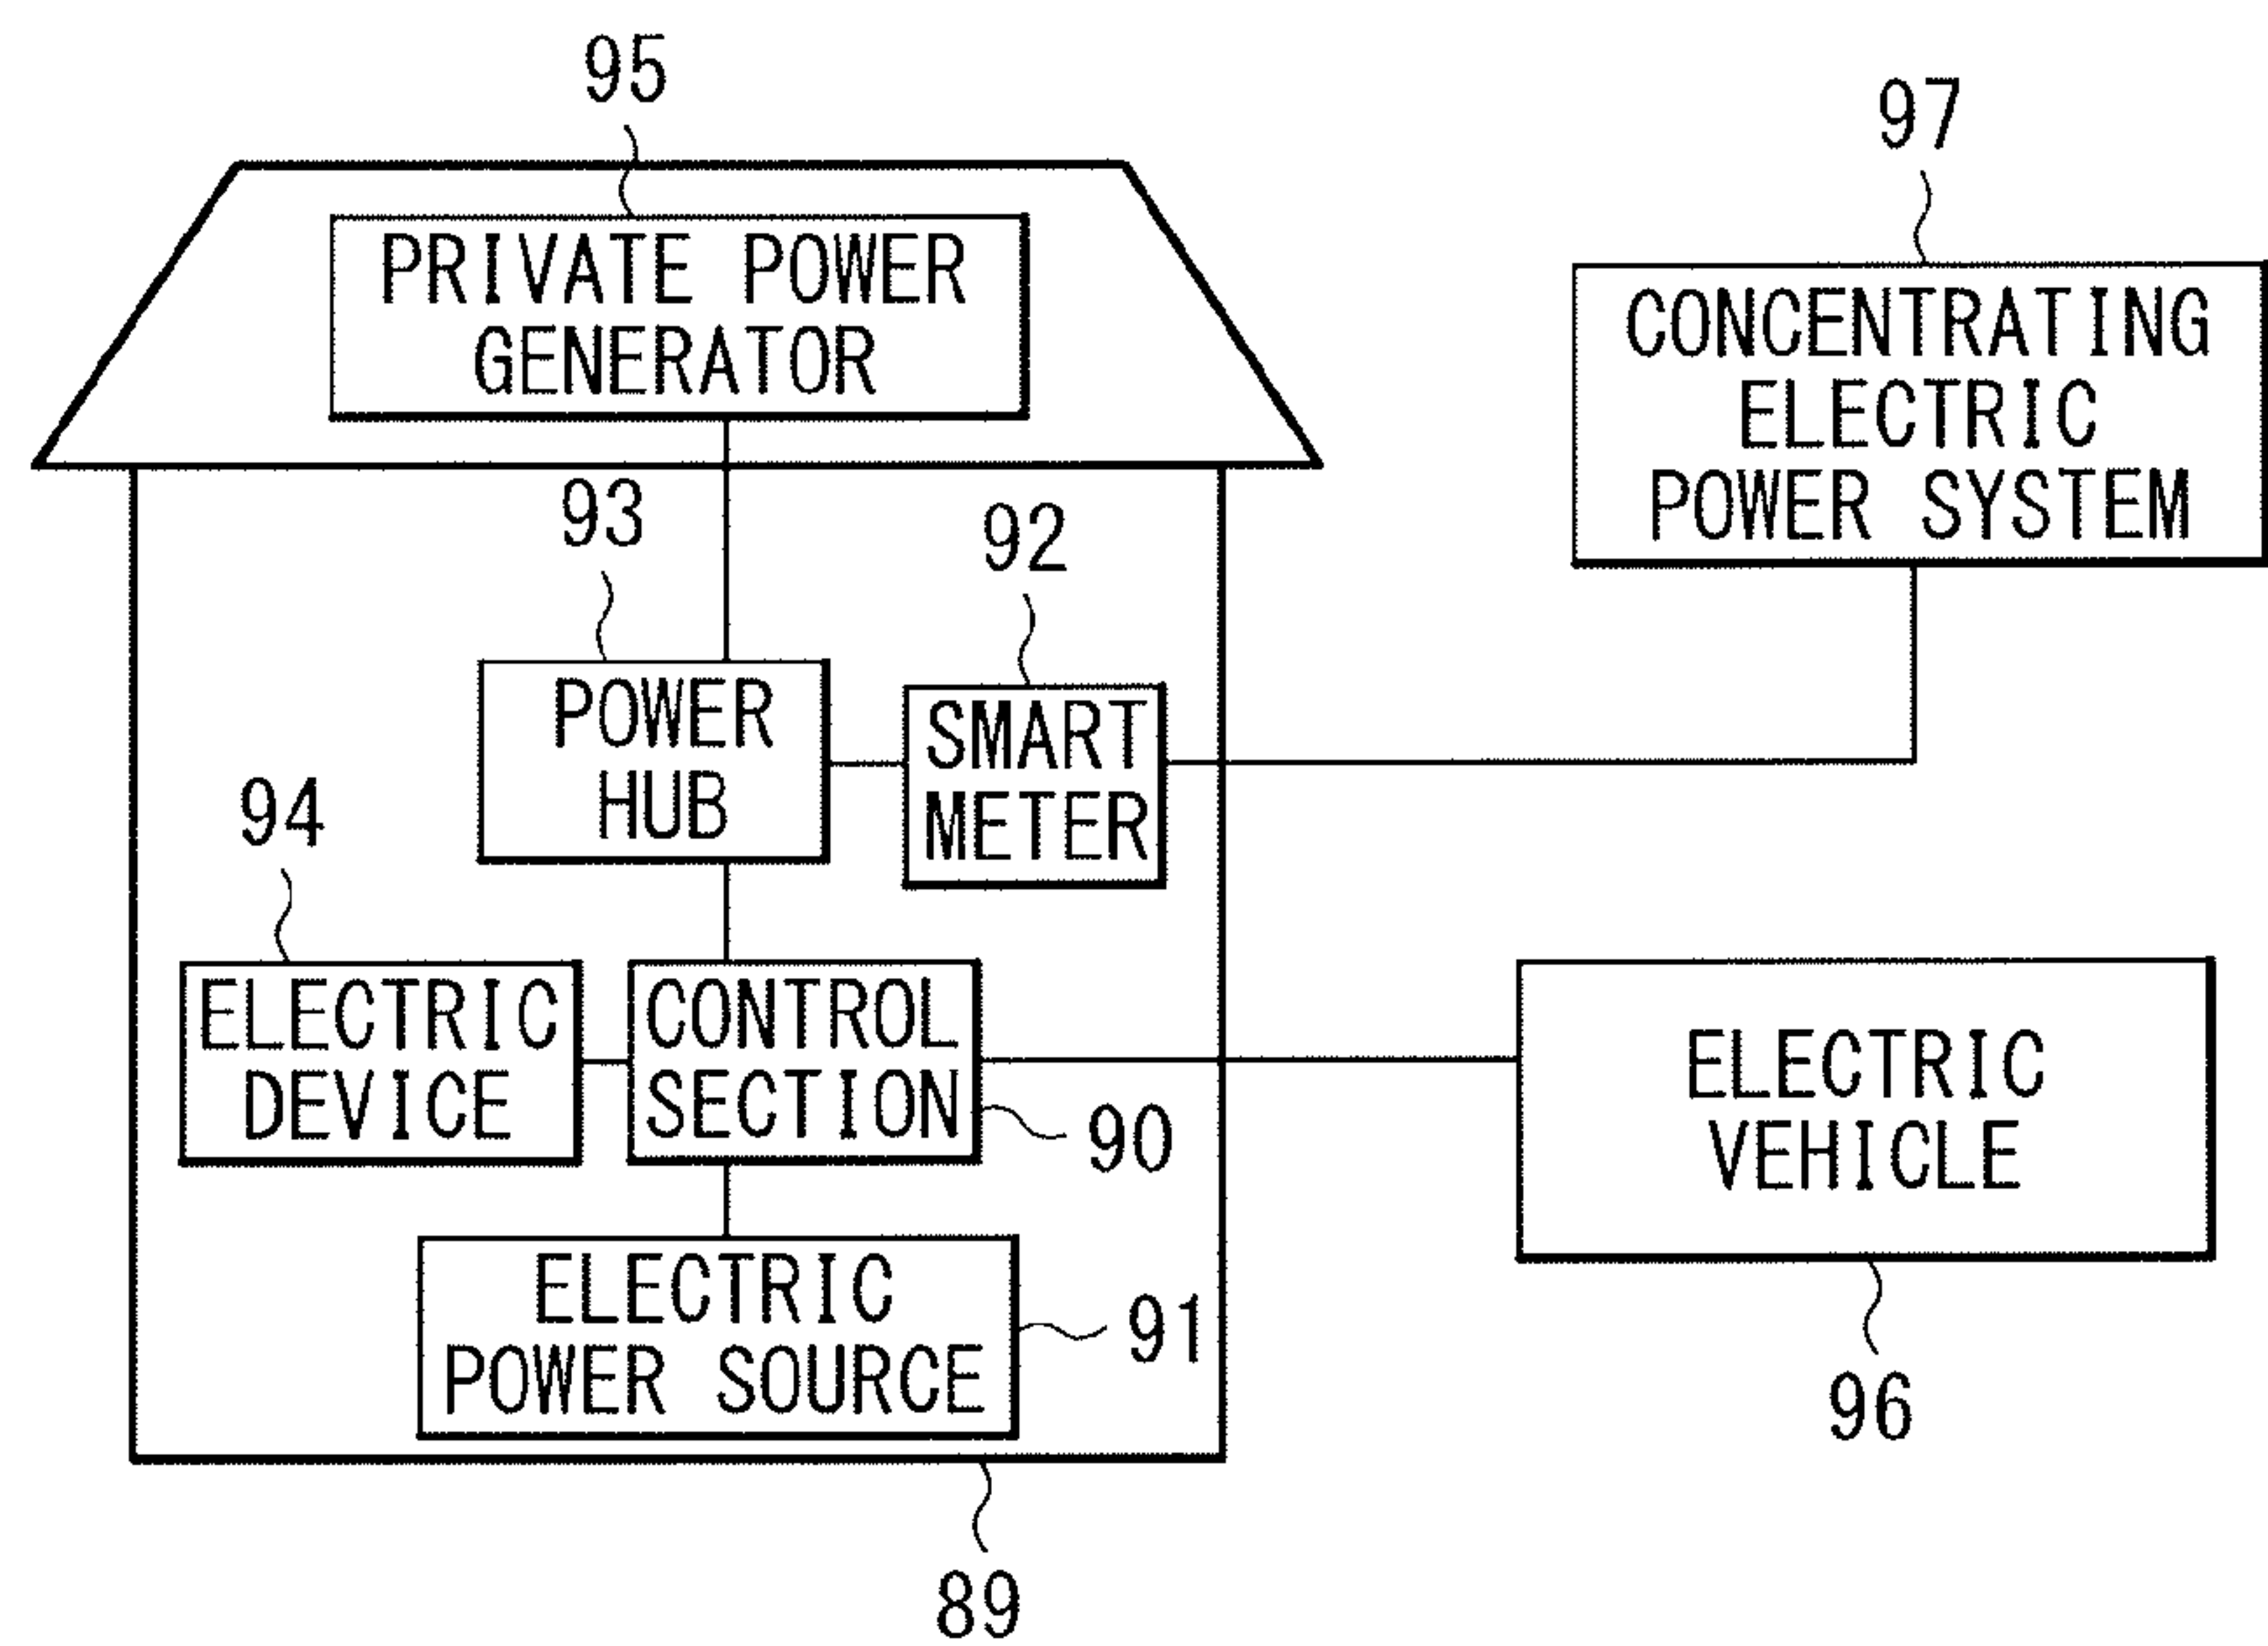 95
97
PRIVATE POWER
GENERATOR
CONCENTRATING
ELECTRIC
POWER SYSTEM
93
92
POWER
HUB
SMART
METER
94
ELECTRIC
DEVICE
CONTROL
SECTION
90
ELECTRIC
VEHICLE
ELECTRIC
POWER SOURCE
91
96
89